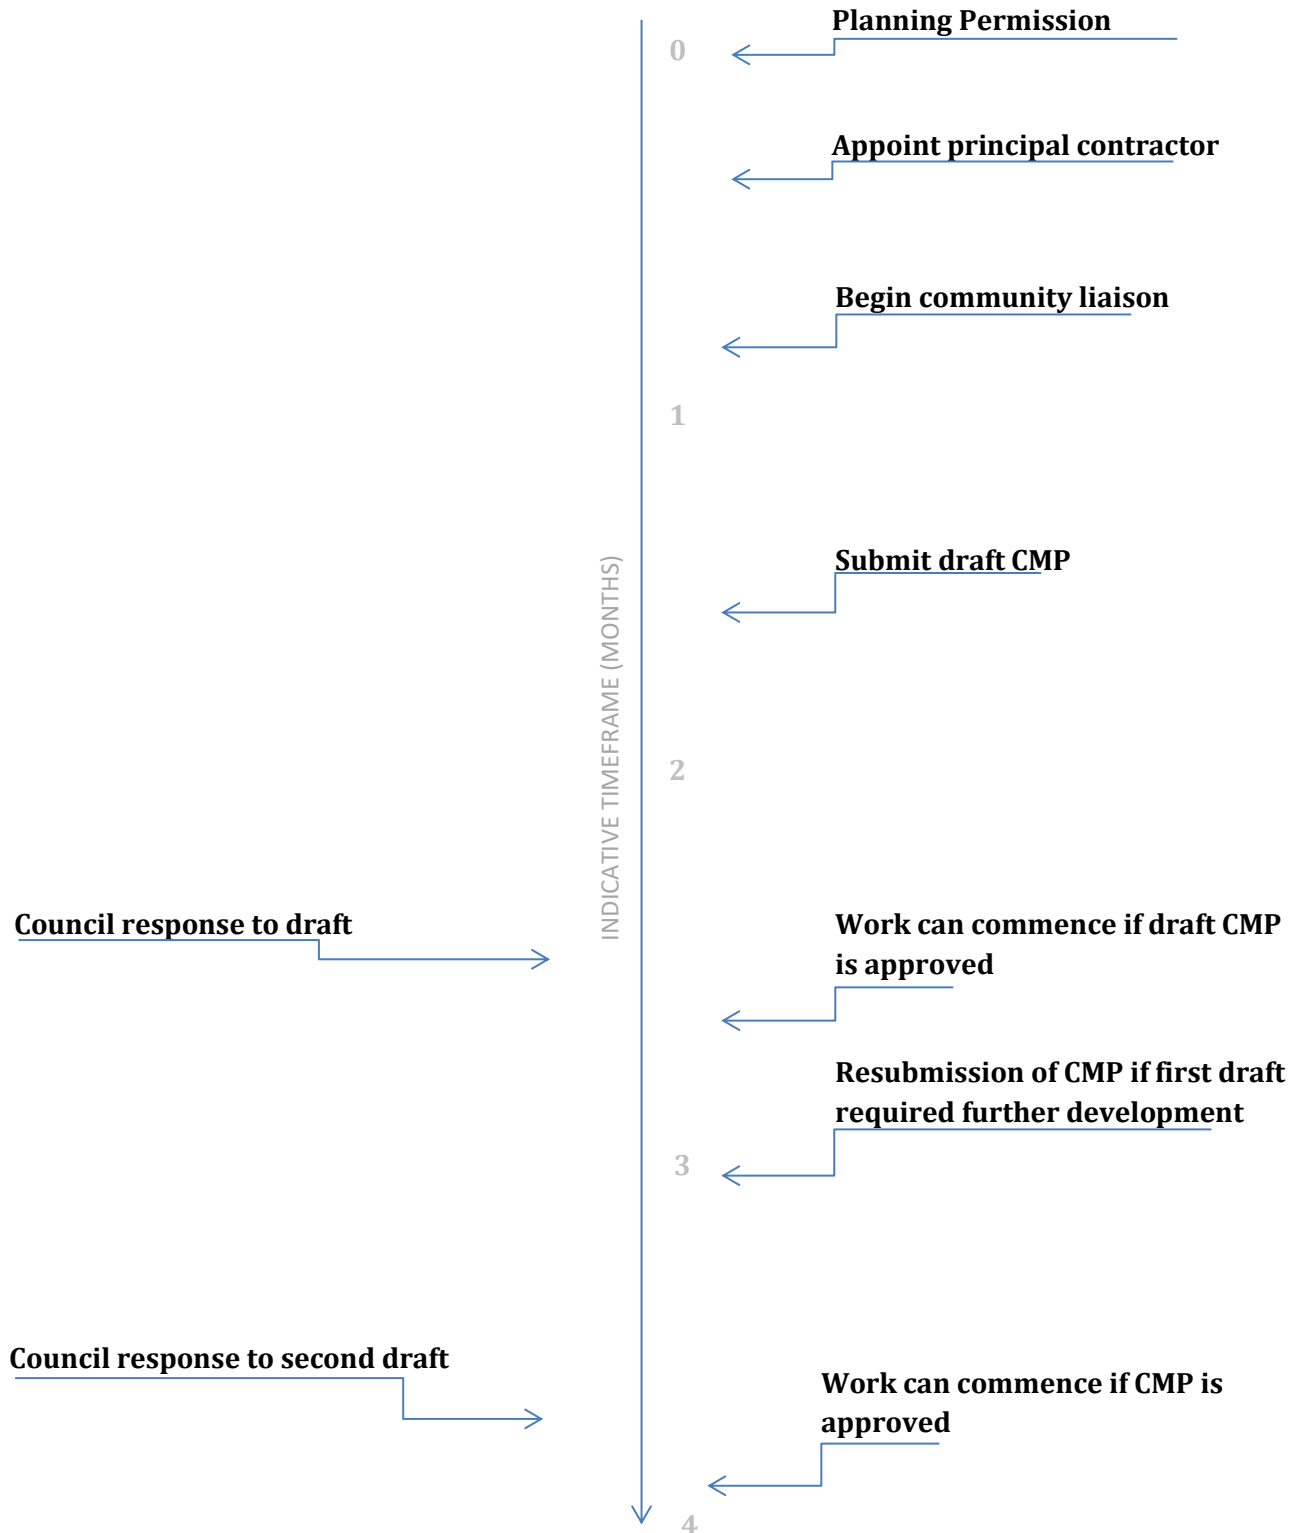 Planning Permission
0
Appoint principal contractor
Begin community liaison
1
Submit draft CMP
INDICATIVE TIMEFRAME (MONTHS)
2
Council response to draft
Work can commence if draft CMP
is approved
Resubmission of CMP if first draft
required further development
3
Council response to second draft
Work can commence if CMP is
approved
4